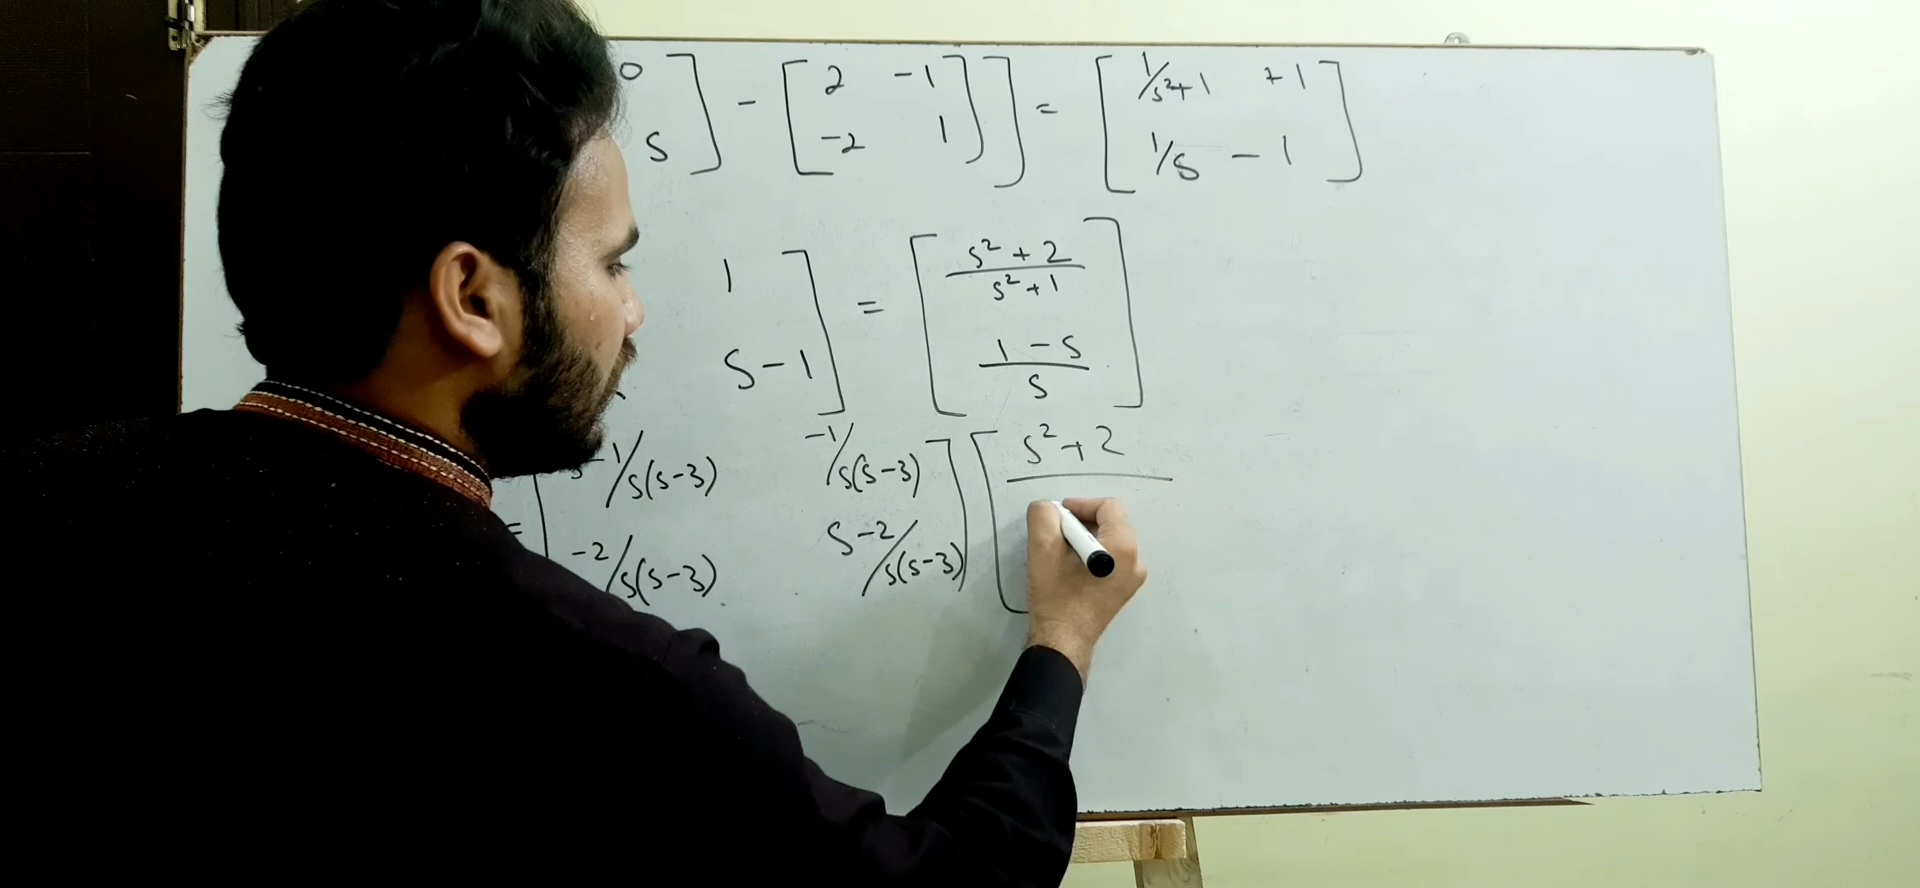 0 ] - [ 2 -1 ] ] = [ 1/s²+1 +1 ]
s ] - [ -2 1 ] ] = [ 1/s - 1 ]
1 ] = [ s² + 2 / s² + 1 ]
s - 1 ] = [ 1 - s / s ]
= [ s-1/s(s-3) -1/s(s-3) ] [ s² + 2
-2/s(s-3) s-2/s(s-3) ]